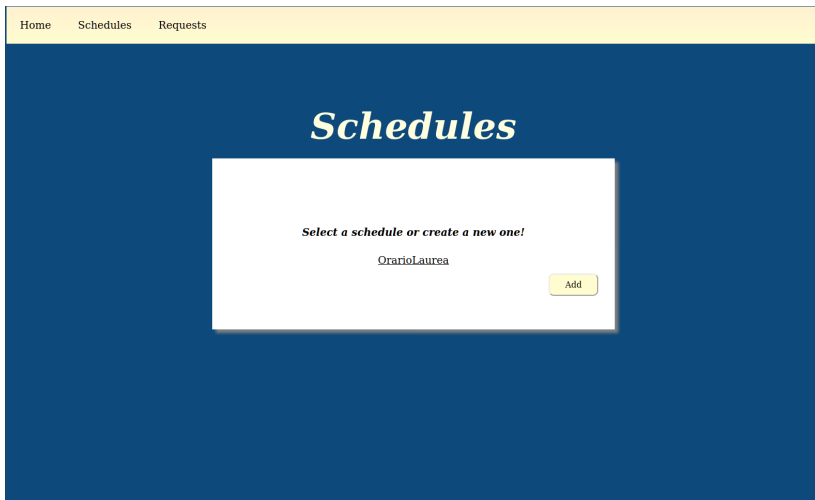 Home Schedules Requests
Schedules
Select a schedule or create a new one!
OrarioLaurea
Add